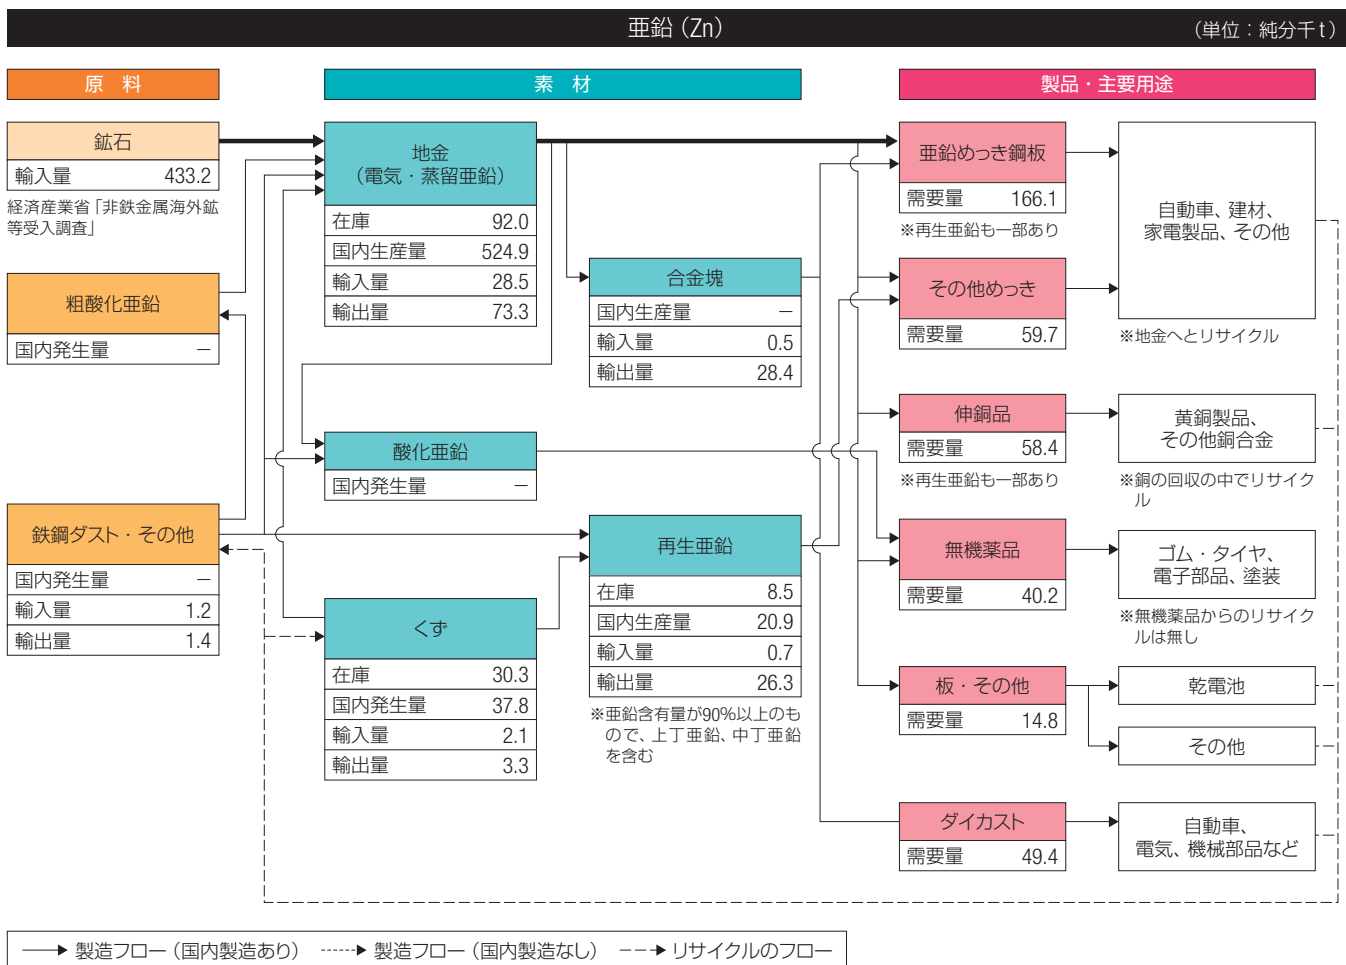 亜鉛（Zn）
（単位：純分千t）
原　料
素　材
製品・主要用途
鉱石
輸入量 433.2
経済産業省「非鉄金属海外鉱
等受入調査」
粗酸化亜鉛
国内発生量 －
鉄鋼ダスト・その他
国内発生量 －
輸入量 1.2
輸出量 1.4
地金
（電気・蒸留亜鉛）
在庫 92.0
国内生産量 524.9
輸入量 28.5
輸出量 73.3
酸化亜鉛
国内発生量 －
くず
在庫 30.3
国内発生量 37.8
輸入量 2.1
輸出量 3.3
合金塊
国内生産量 －
輸入量 0.5
輸出量 28.4
再生亜鉛
在庫 8.5
国内生産量 20.9
輸入量 0.7
輸出量 26.3
※亜鉛含有量が90%以上のも
ので、上丁亜鉛、中丁亜鉛
を含む
亜鉛めっき鋼板
需要量 166.1
※再生亜鉛も一部あり
その他めっき
需要量 59.7
伸銅品
需要量 58.4
※再生亜鉛も一部あり
無機薬品
需要量 40.2
板・その他
需要量 14.8
ダイカスト
需要量 49.4
自動車、建材、
家電製品、その他
※地金へとリサイクル
黄銅製品、
その他銅合金
※銅の回収の中でリサイク
ル
ゴム・タイヤ、
電子部品、塗装
※無機薬品からのリサイク
ルは無し
乾電池
その他
自動車、
電気、機械部品など
製造フロー（国内製造あり）
製造フロー（国内製造なし）
リサイクルのフロー